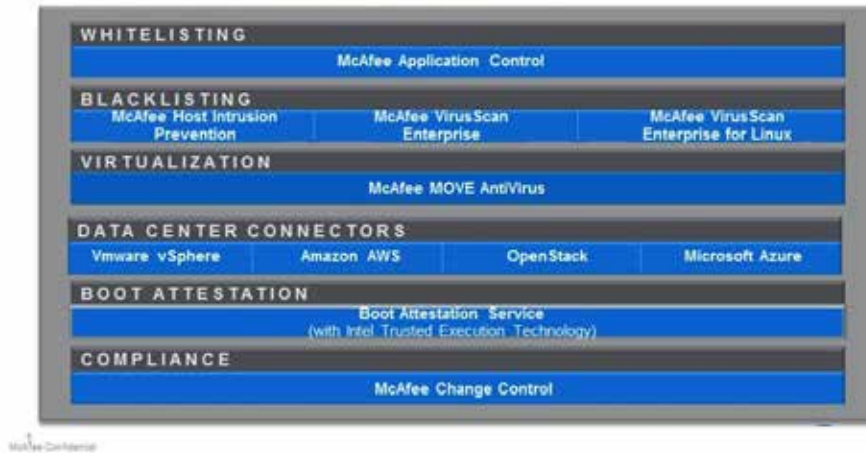 WHITELISTING
McAfee Application Control
BLACKLISTING
McAfee Host Intrusion Prevention
McAfee VirusScan Enterprise
McAfee VirusScan Enterprise for Linux
VIRTUALIZATION
McAfee MOVE AntiVirus
DATA CENTER CONNECTORS
Vmware vSphere
Amazon AWS
OpenStack
Microsoft Azure
BOOT ATTESTATION
Boot Attestation Service
(with Intel Trusted Execution Technology)
COMPLIANCE
McAfee Change Control
McAfee Confidential